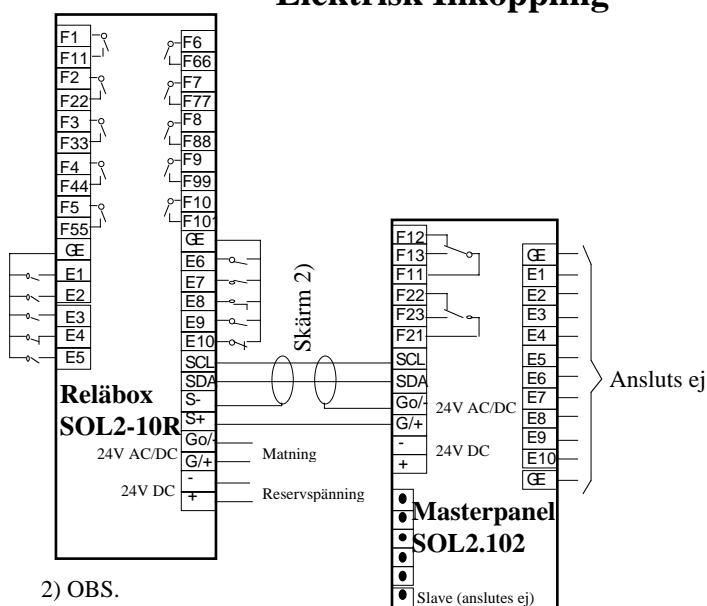 Elektrisk Inkoppling
F1
F11
F2
F22
F3
F33
F4
F44
F5
F55
GE
E1
E2
E3
E4
E5
F6
F66
F7
F77
F8
F88
F9
F99
F10
F101
GE
E6
E7
E8
E9
E10
SCL
SDA
S-
S+
Go/-
G/+
-
+
Reläbox
SOL2-10R
24V AC/DC
24V DC
Matning
Reservspänning
Skärm 2)
F12
F13
F11
F22
F23
F21
SCL
SDA
Go/-
G/+
-
+
24V AC/DC
24V DC
GE
E1
E2
E3
E4
E5
E6
E7
E8
E9
E10
GE
Ansluts ej
Masterpanel
SOL2.102
Slave (anslutes ej)
2) OBS.